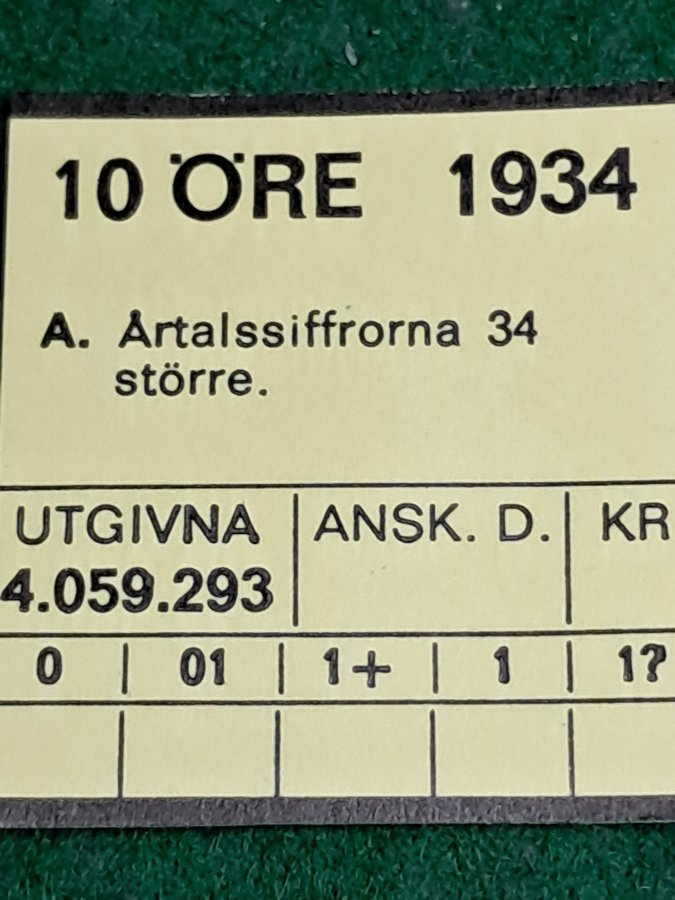 10 ÖRE 1934
A. Årtalssiffrorna 34
större.
UTGIVNA ANSK. D. KR
4.059.293
0 01 1+ 1 1?